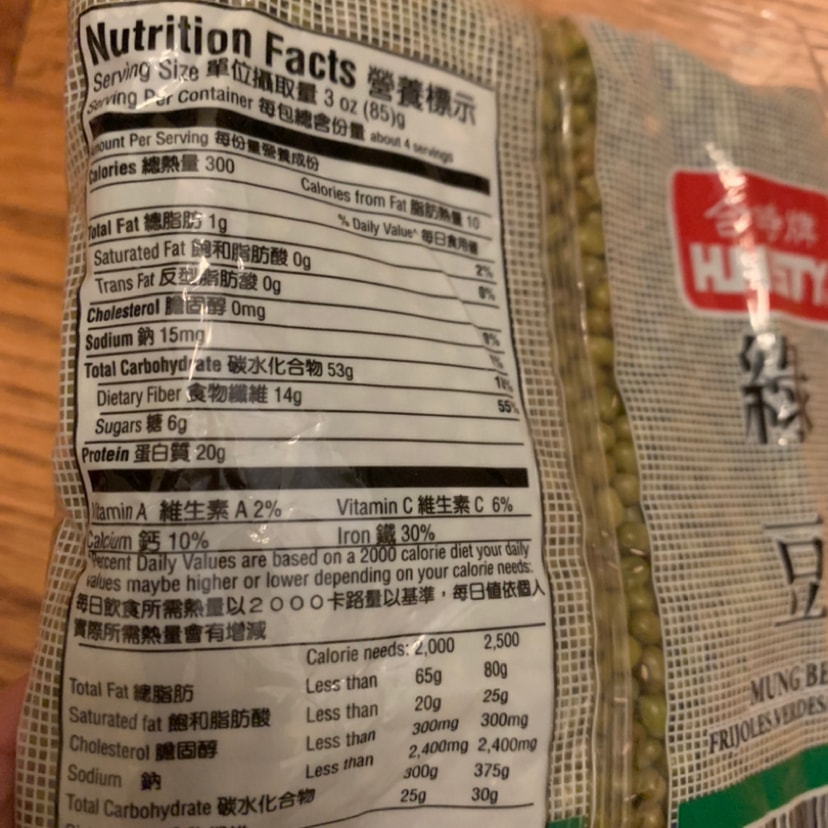 Nutrition Facts 營養標示
Serving Size 單位攝取量 3 oz (85)g
Serving Per Container 每包總含份量 about 4 servings
Amount Per Serving 每份量營養成份
Calories 總熱量 300
Calories from Fat 脂肪熱量 10
% Daily Value* 每日食用值
Total Fat 總脂肪 1g 2%
Saturated Fat 飽和脂肪酸 0g 0%
Trans Fat 反型脂肪酸 0g
Cholesterol 膽固醇 0mg 0%
Sodium 鈉 15mg 1%
Total Carbohydrate 碳水化合物 53g
Dietary Fiber 食物纖維 14g 55%
Sugars 糖 6g
Protein 蛋白質 20g
Vitamin A 維生素 A 2% Vitamin C 維生素 C 6%
Calcium 鈣 10% Iron 鐵 30%
*Percent Daily Values are based on a 2000 calorie diet your daily
values maybe higher or lower depending on your calorie needs:
每日飲食所需熱量以2000卡路量以基準，每日值依個人
實際所需熱量會有增減
Calorie needs: 2,000 2,500
Total Fat 總脂肪 Less than 65g 80g
Saturated fat 飽和脂肪酸 Less than 20g 25g
Cholesterol 膽固醇 Less than 300mg 300mg
Sodium 鈉 Less than 2,400mg 2,400mg
Total Carbohydrate 碳水化合物 300g 375g
25g 30g
豆
MUNG BE
FRIJOLES VERDES